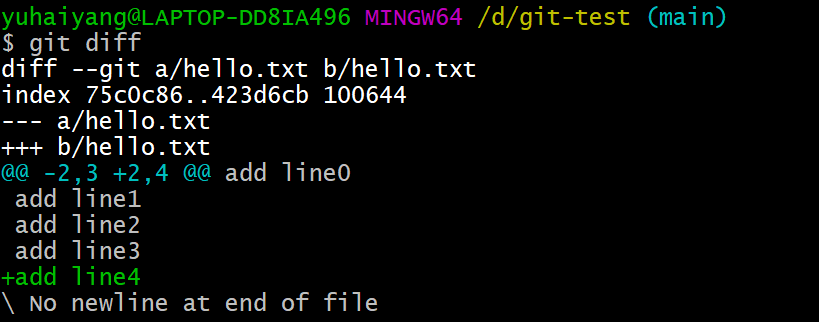 yuhaiyang@LAPTOP-DD8IA496 MINGW64 /d/git-test (main)
$ git diff
diff --git a/hello.txt b/hello.txt
index 75c0c86..423d6cb 100644
--- a/hello.txt
+++ b/hello.txt
@@ -2,3 +2,4 @@ add line0
 add line1
 add line2
 add line3
+add line4
\ No newline at end of file